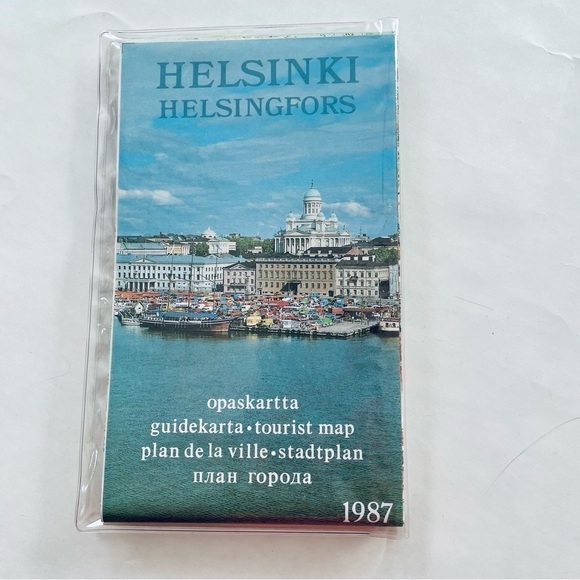 HELSINKI
HELSINGFORS
opaskartta
guidekarta•tourist map
plan de la ville•stadtplan
план города
1987